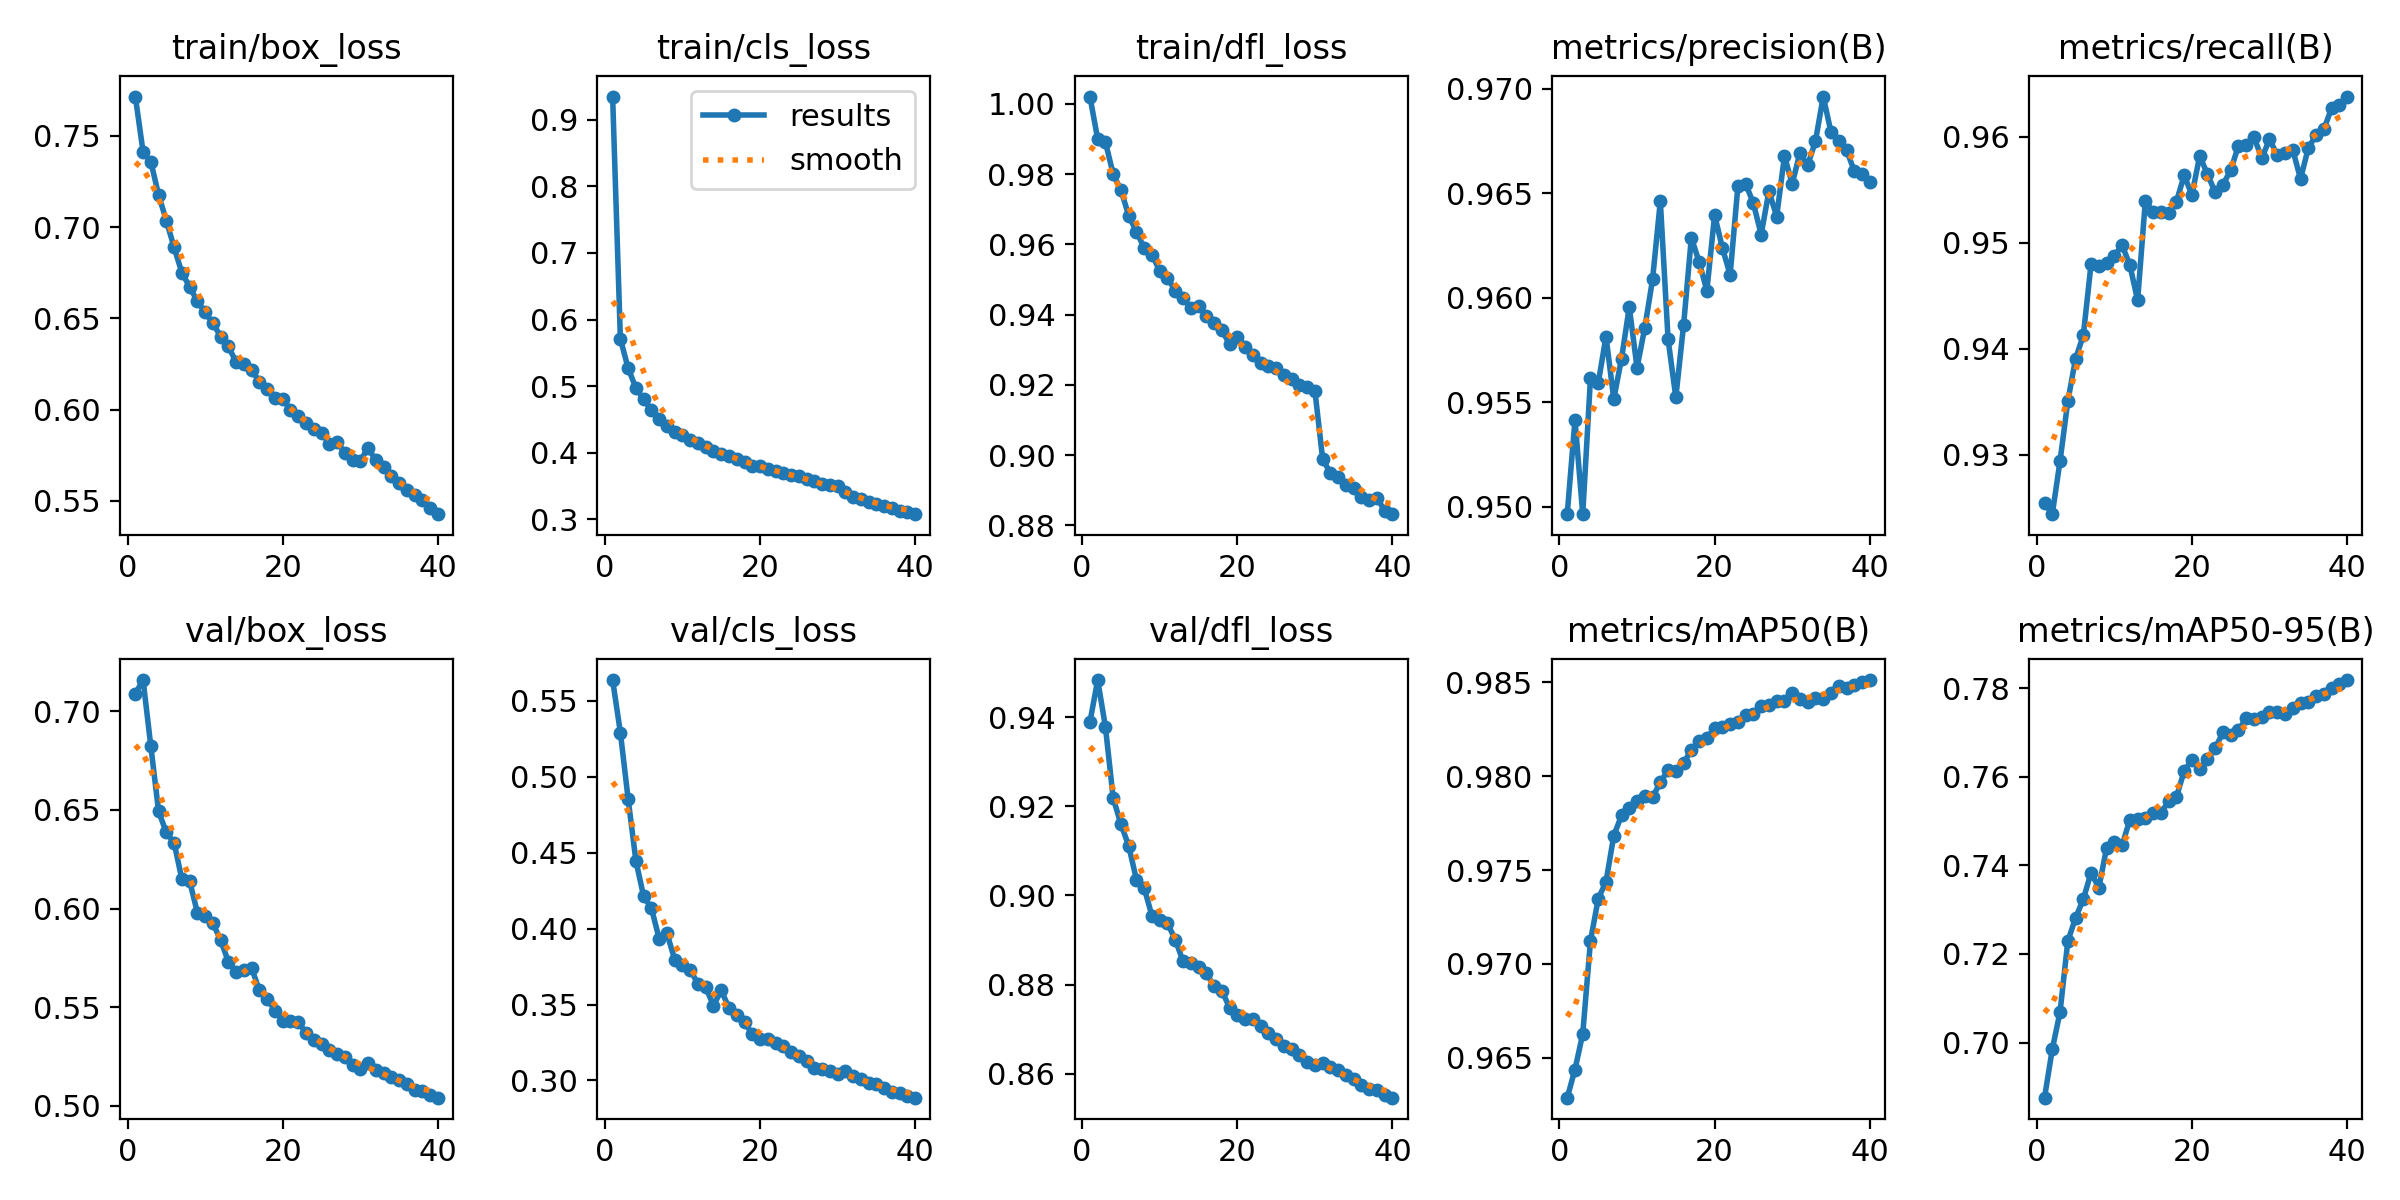 train/box_loss
train/cls_loss
train/dfl_loss
metrics/precision(B)
metrics/recall(B)
0.75
0.70
0.65
0.60
0.55
0 20 40
0.9
0.8
0.7
0.6
0.5
0.4
0.3
results
smooth
0 20 40
1.00
0.98
0.96
0.94
0.92
0.90
0.88
0 20 40
0.970
0.965
0.960
0.955
0.950
0 20 40
0.96
0.95
0.94
0.93
0 20 40
val/box_loss
val/cls_loss
val/dfl_loss
metrics/mAP50(B)
metrics/mAP50-95(B)
0.70
0.65
0.60
0.55
0.50
0 20 40
0.55
0.50
0.45
0.40
0.35
0.30
0 20 40
0.94
0.92
0.90
0.88
0.86
0 20 40
0.985
0.980
0.975
0.970
0.965
0 20 40
0.78
0.76
0.74
0.72
0.70
0 20 40